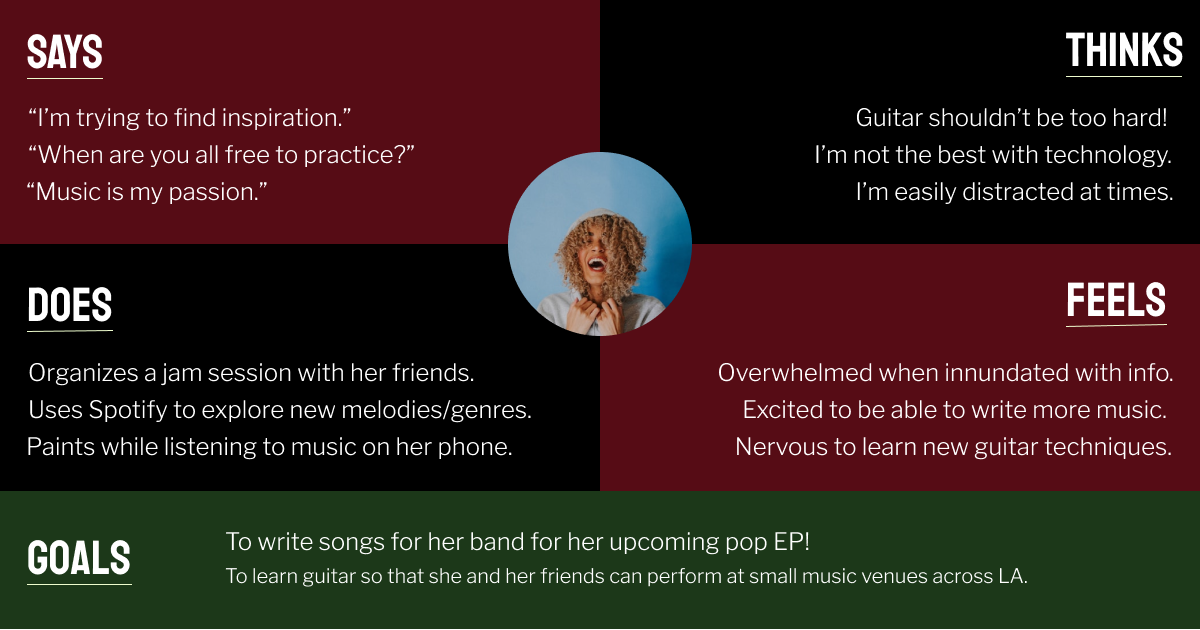 SAYS
“I’m trying to find inspiration.”
“When are you all free to practice?”
“Music is my passion.”
THINKS
Guitar shouldn’t be too hard!
I’m not the best with technology.
I’m easily distracted at times.
DOES
Organizes a jam session with her friends.
Uses Spotify to explore new melodies/genres.
Paints while listening to music on her phone.
FEELS
Overwhelmed when innundated with info.
Excited to be able to write more music.
Nervous to learn new guitar techniques.
GOALS
To write songs for her band for her upcoming pop EP!
To learn guitar so that she and her friends can perform at small music venues across LA.